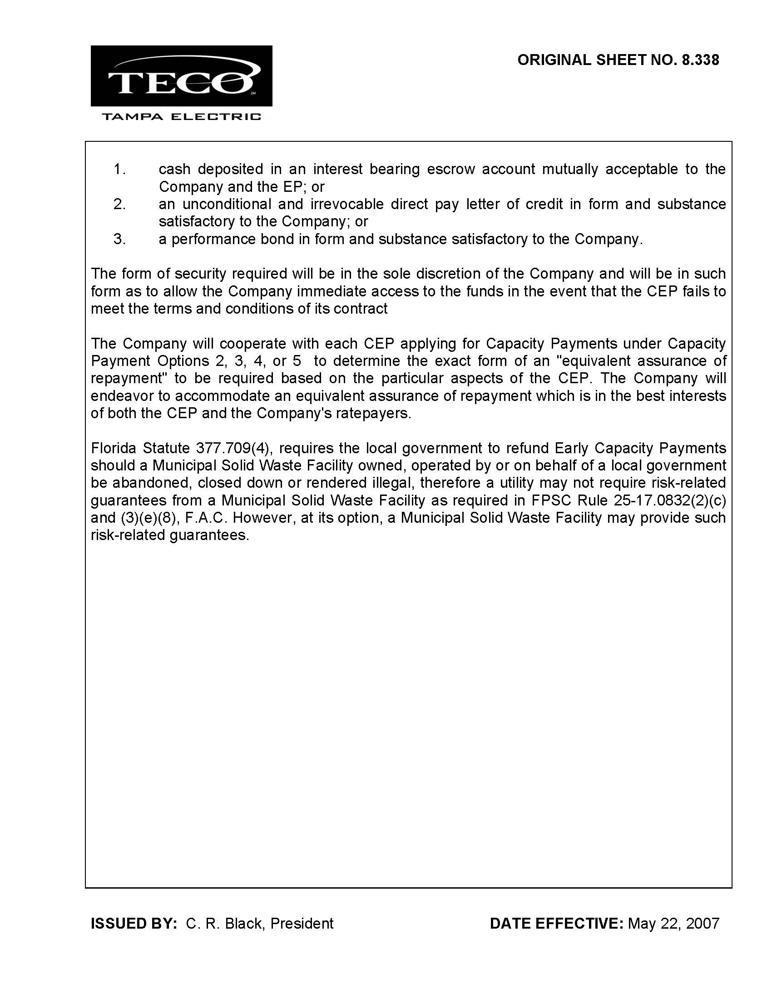 TECO
SM
TAMPA ELECTRIC
ORIGINAL SHEET NO. 8.338
1. cash deposited in an interest bearing escrow account mutually acceptable to the
Company and the EP; or
2. an unconditional and irrevocable direct pay letter of credit in form and substance
satisfactory to the Company; or
3. a performance bond in form and substance satisfactory to the Company.
The form of security required will be in the sole discretion of the Company and will be in such
form as to allow the Company immediate access to the funds in the event that the CEP fails to
meet the terms and conditions of its contract
The Company will cooperate with each CEP applying for Capacity Payments under Capacity
Payment Options 2, 3, 4, or 5 to determine the exact form of an "equivalent assurance of
repayment" to be required based on the particular aspects of the CEP. The Company will
endeavor to accommodate an equivalent assurance of repayment which is in the best interests
of both the CEP and the Company's ratepayers.
Florida Statute 377.709(4), requires the local government to refund Early Capacity Payments
should a Municipal Solid Waste Facility owned, operated by or on behalf of a local government
be abandoned, closed down or rendered illegal, therefore a utility may not require risk-related
guarantees from a Municipal Solid Waste Facility as required in FPSC Rule 25-17.0832(2)(c)
and (3)(e)(8), F.A.C. However, at its option, a Municipal Solid Waste Facility may provide such
risk-related guarantees.
ISSUED BY: C. R. Black, President
DATE EFFECTIVE: May 22, 2007